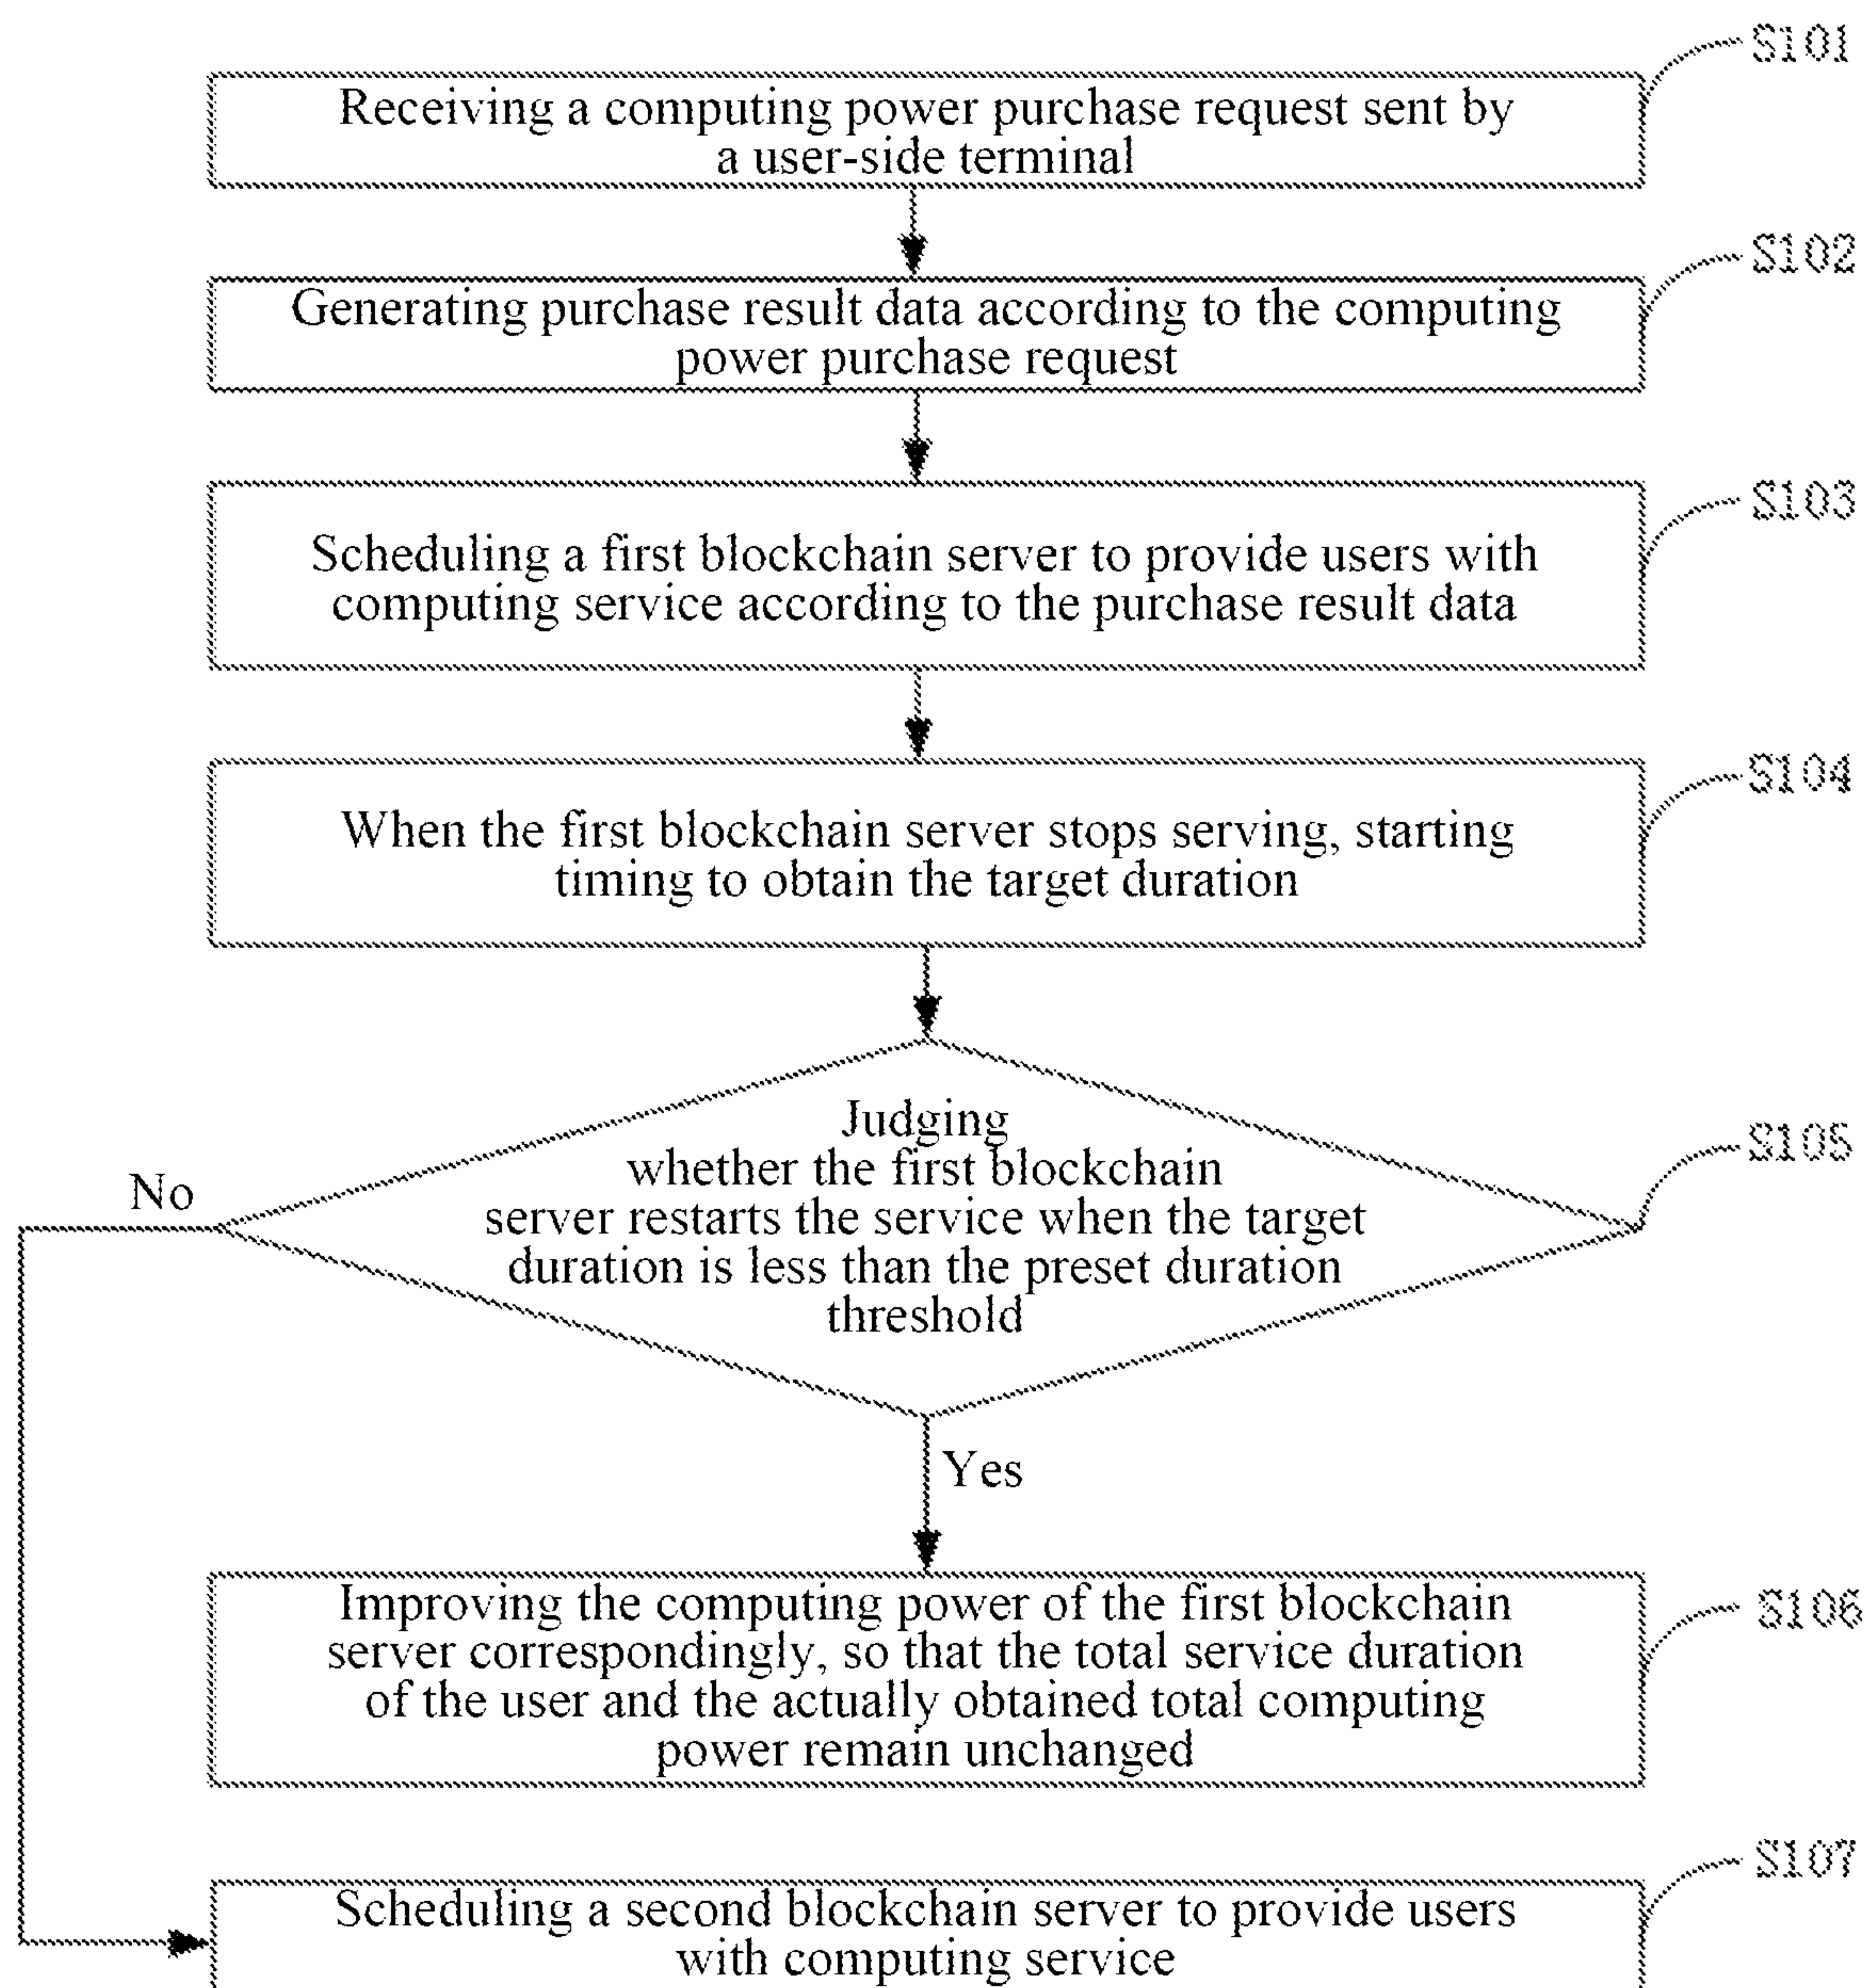 S101
Receiving a computing power purchase request sent by
a user-side terminal
S102
Generating purchase result data according to the computing
power purchase request
S103
Scheduling a first blockchain server to provide users with
computing service according to the purchase result data
S104
When the first blockchain server stops serving, starting
timing to obtain the target duration
S105
Judging
whether the first blockchain
server restarts the service when the target
duration is less than the preset duration
threshold
No
Yes
S106
Improving the computing power of the first blockchain
server correspondingly, so that the total service duration
of the user and the actually obtained total computing
power remain unchanged
S107
Scheduling a second blockchain server to provide users
with computing service